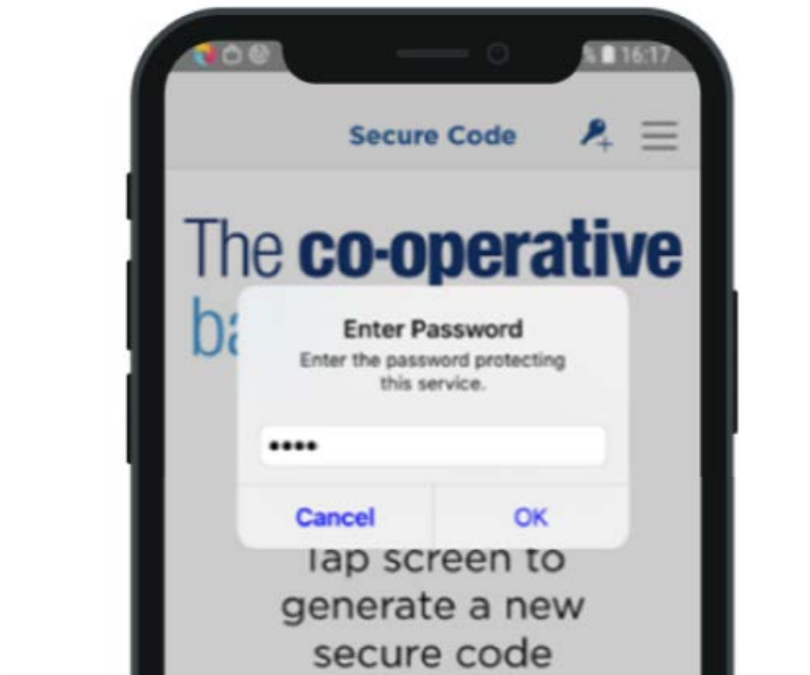 16:17
Secure Code
The co-operative
ba
Enter Password
Enter the password protecting
this service.
••••
Cancel
OK
Tap screen to
generate a new
secure code